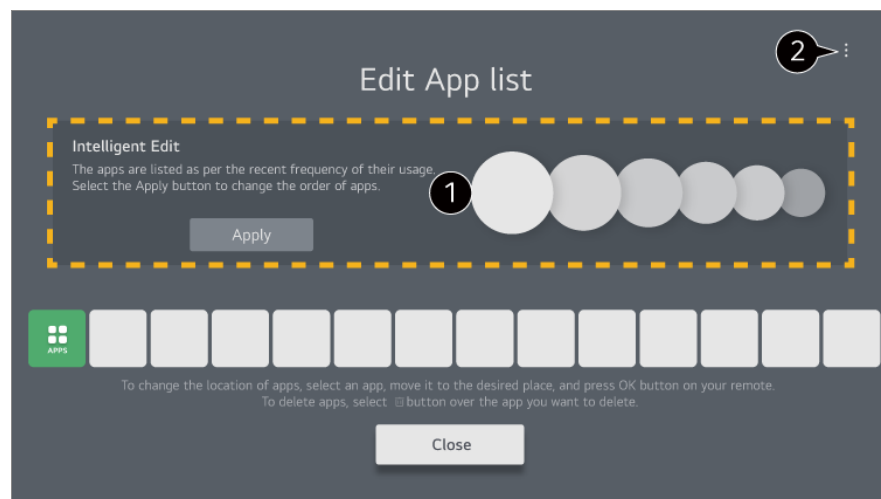 2
Edit App list
Intelligent Edit
The apps are listed as per the recent frequency of their usage.
Select the Apply button to change the order of apps.
1
Apply
APPS
To change the location of apps, select an app, move it to the desired place, and press OK button on your remote.
To delete apps, select button over the app you want to delete.
Close